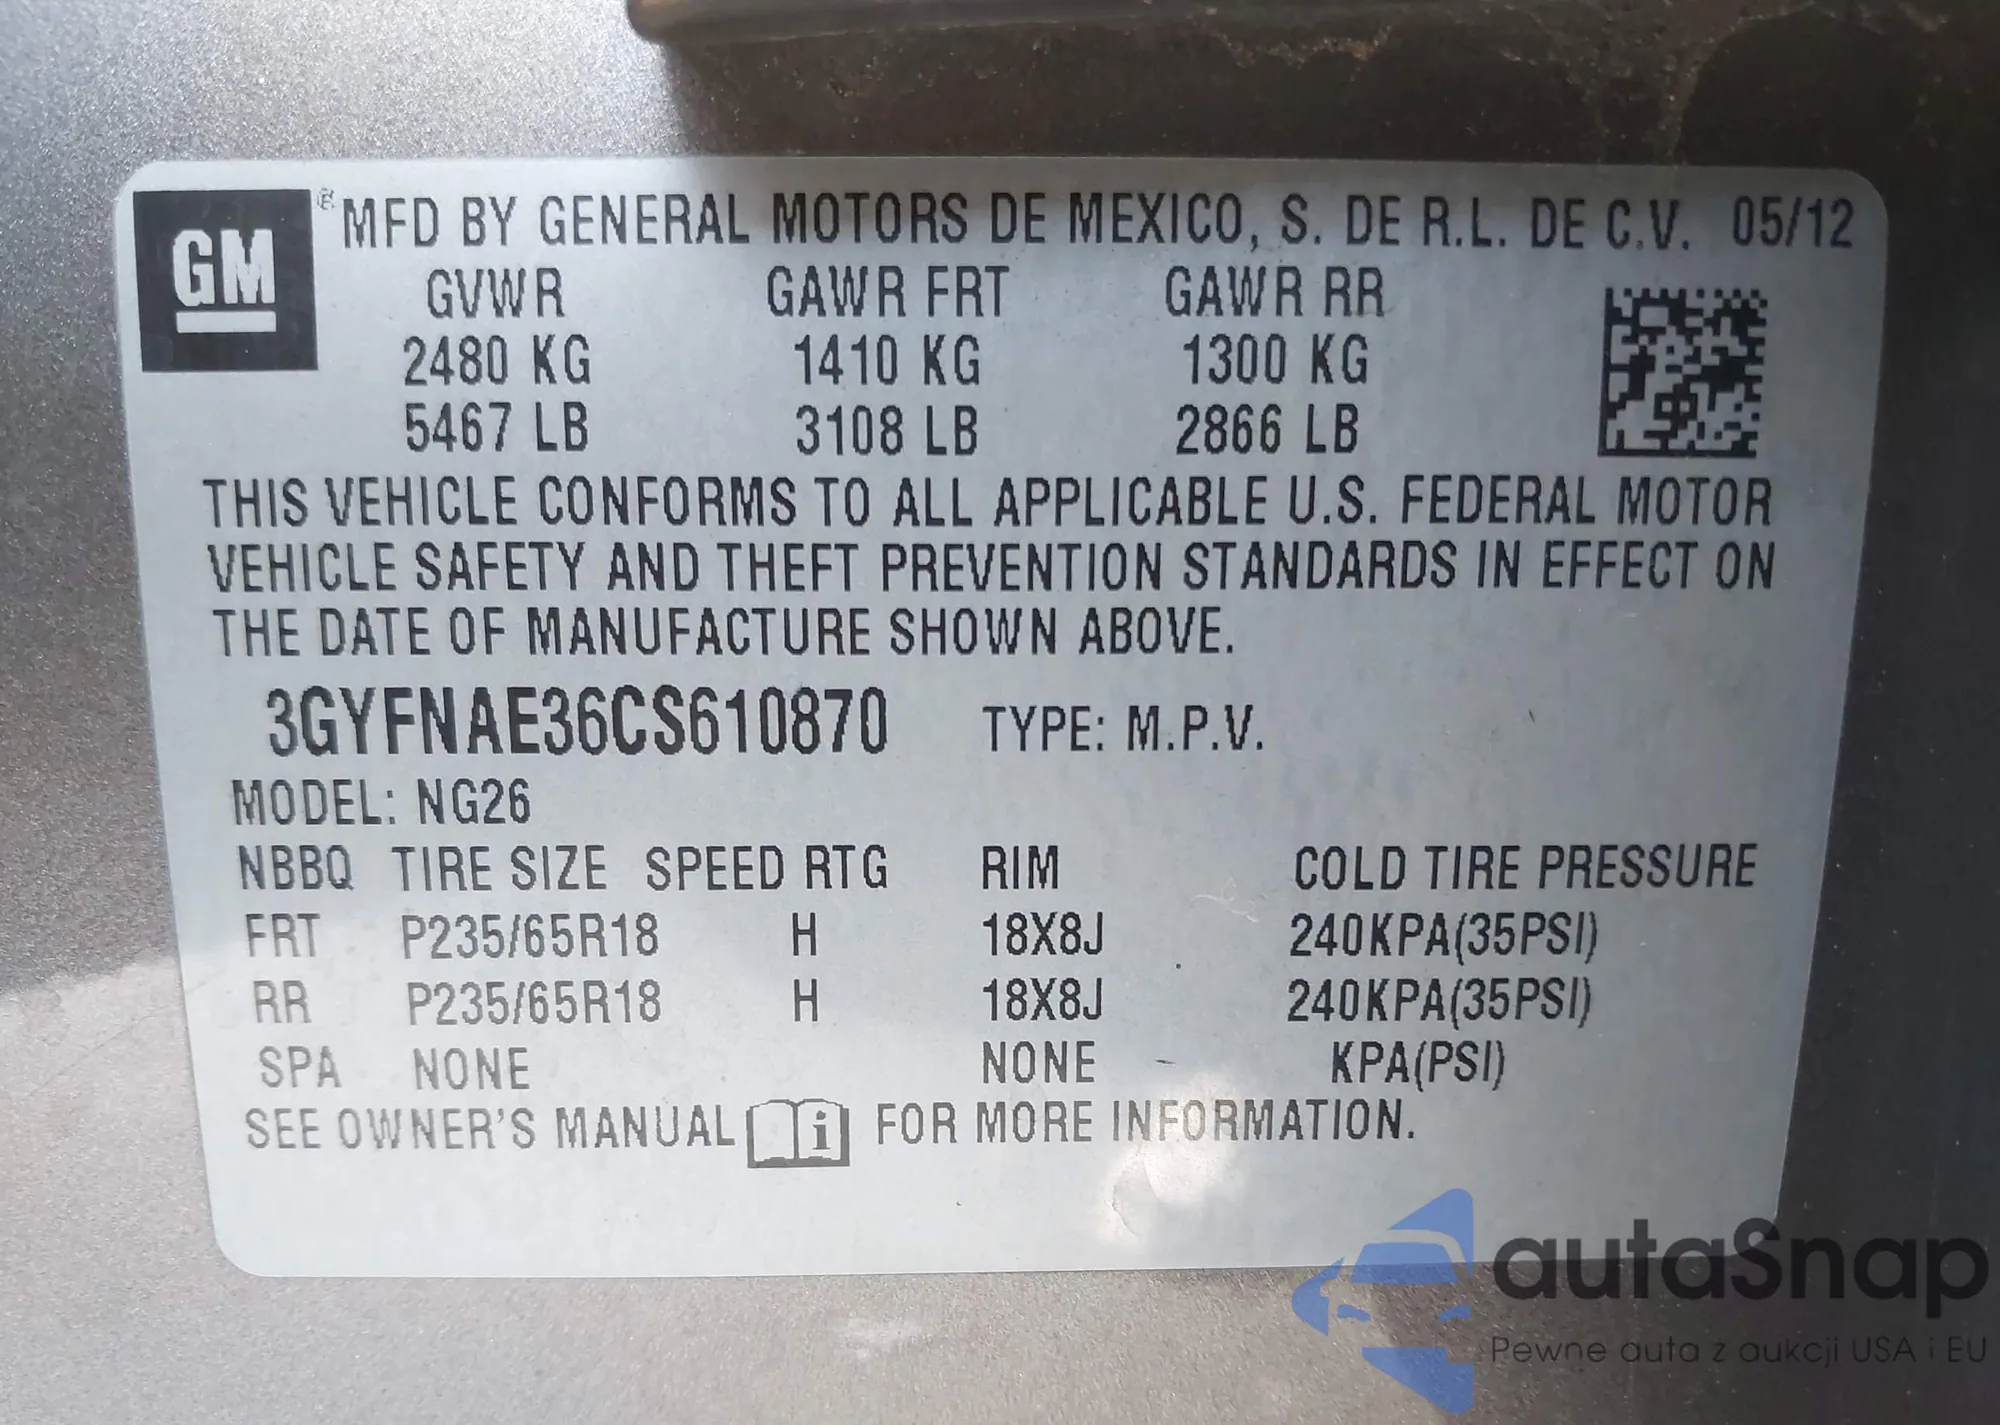 GM ® MFD BY GENERAL MOTORS DE MEXICO, S. DE R.L. DE C.V. 05/12
GVWR GAWR FRT GAWR RR
2480 KG 1410 KG 1300 KG
5467 LB 3108 LB 2866 LB
THIS VEHICLE CONFORMS TO ALL APPLICABLE U.S. FEDERAL MOTOR
VEHICLE SAFETY AND THEFT PREVENTION STANDARDS IN EFFECT ON
THE DATE OF MANUFACTURE SHOWN ABOVE.
3GYFNAE36CS610870 TYPE: M.P.V.
MODEL: NG26
NBBQ TIRE SIZE SPEED RTG RIM COLD TIRE PRESSURE
FRT P235/65R18 H 18X8J 240KPA(35PSI)
RR P235/65R18 H 18X8J 240KPA(35PSI)
SPA NONE NONE KPA(PSI)
SEE OWNER'S MANUAL i FOR MORE INFORMATION.
autaSnap
Pewne auta z aukcji USA i EU